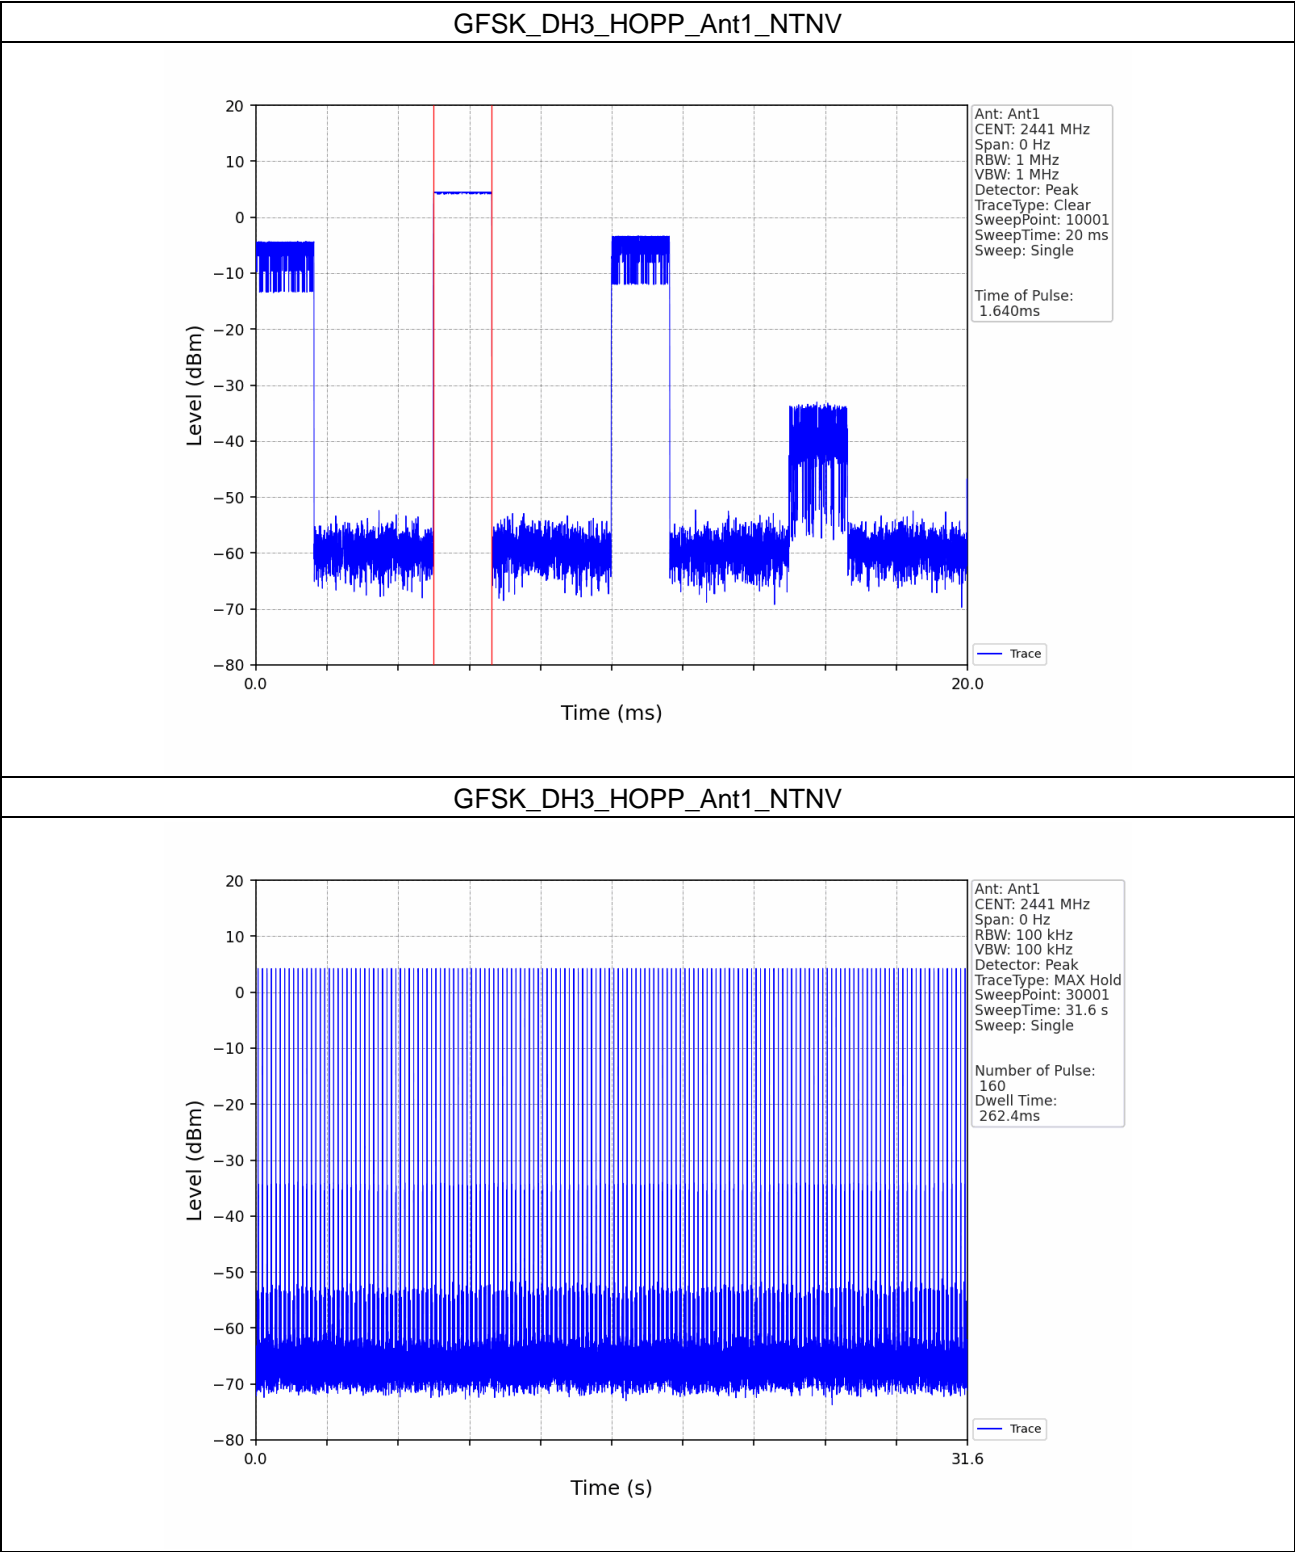 GFSK_DH3_HOPP_Ant1_NTNV
20
10
0
−10
−20
−30
−40
−50
−60
−70
−80
Level (dBm)
0.0
20.0
Time (ms)
Ant: Ant1
CENT: 2441 MHz
Span: 0 Hz
RBW: 1 MHz
VBW: 1 MHz
Detector: Peak
TraceType: Clear
SweepPoint: 10001
SweepTime: 20 ms
Sweep: Single
Time of Pulse:
1.640ms
Trace
GFSK_DH3_HOPP_Ant1_NTNV
20
10
0
−10
−20
−30
−40
−50
−60
−70
−80
Level (dBm)
0.0
31.6
Time (s)
Ant: Ant1
CENT: 2441 MHz
Span: 0 Hz
RBW: 100 kHz
VBW: 100 kHz
Detector: Peak
TraceType: MAX Hold
SweepPoint: 30001
SweepTime: 31.6 s
Sweep: Single
Number of Pulse:
160
Dwell Time:
262.4ms
Trace